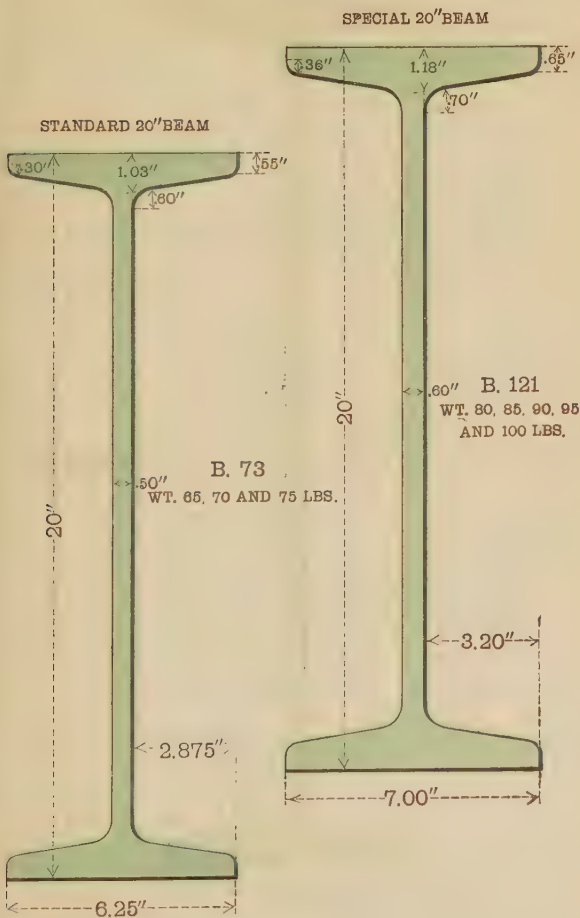 SPECIAL 20" BEAM
.36"
1.18"
.65"
.70"
20"
.60"
B. 121
WT. 80, 85, 90, 95
AND 100 LBS.
3.20"
7.00"
STANDARD 20" BEAM
.30"
1.03"
.55"
.60"
20"
.50"
B. 73
WT. 65, 70 AND 75 LBS.
2.875"
6.25"